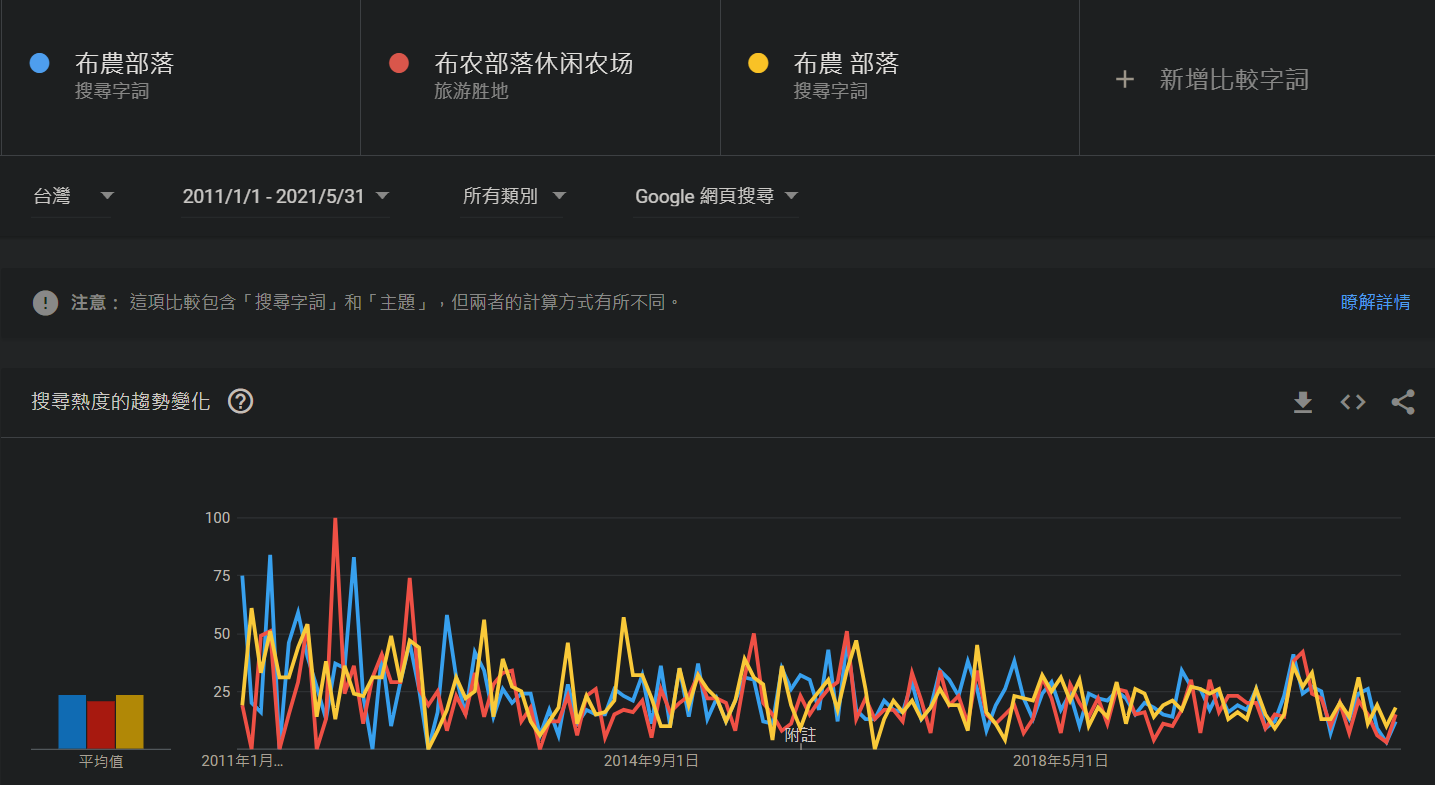 布農部落
搜尋字詞
布农部落休闲农场
旅游胜地
布農 部落
搜尋字詞
+ 新增比較字詞
台灣
2011/1/1 - 2021/5/31
所有類別
Google 網頁搜尋
注意： 這項比較包含「搜尋字詞」和「主題」，但兩者的計算方式有所不同。
瞭解詳情
搜尋熱度的趨勢變化
100
75
50
25
附註
平均值
2011年1月…
2014年9月1日
2018年5月1日